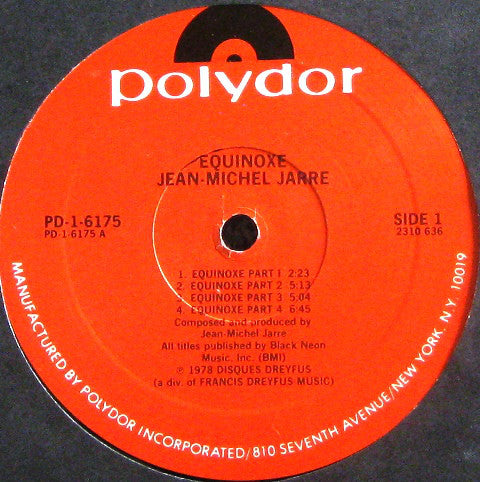 polydor
EQUINOXE
JEAN-MICHEL JARRE
PD-1-6175
PD-1-6175 A
SIDE 1
2310 636
1. EQUINOXE PART 1 2:23
2. EQUINOXE PART 2 5:13
3. EQUINOXE PART 3 5:04
4. EQUINOXE PART 4 6:45
Composed and produced by
Jean-Michel Jarre
All titles published by Black Neon
Music, Inc. (BMI)
℗ 1978 DISQUES DREYFUS
(a div. of FRANCIS DREYFUS MUSIC)
MANUFACTURED BY POLYDOR INCORPORATED/810 SEVENTH AVENUE/NEW YORK, N.Y. 10019